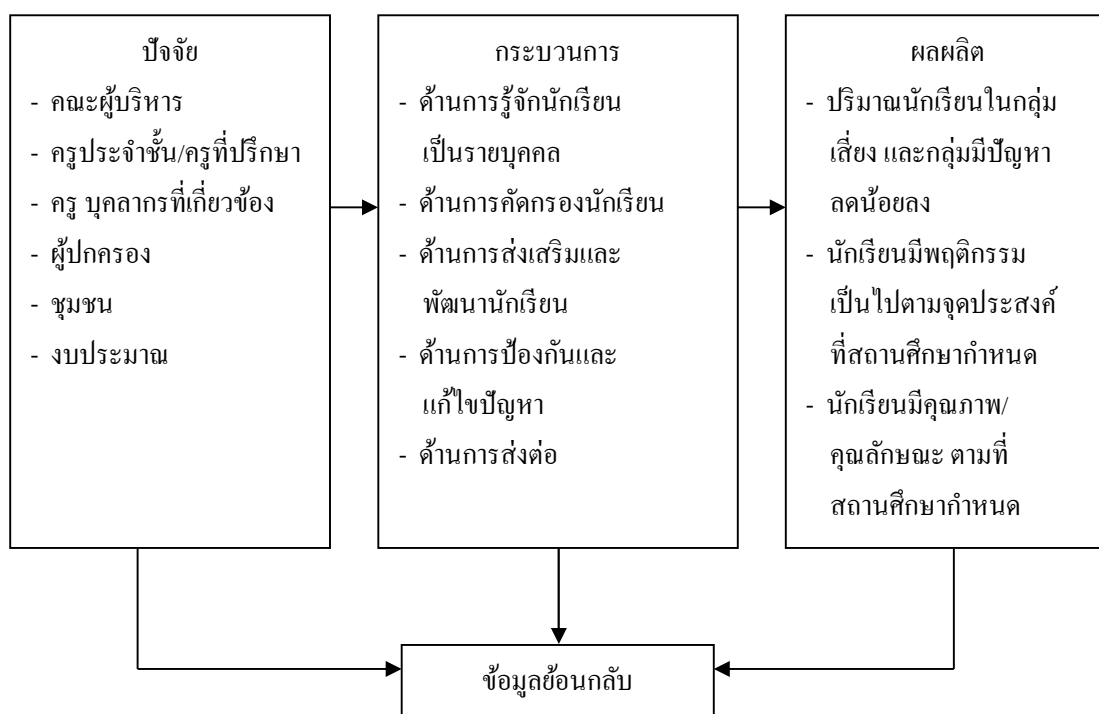 ปัจจัย
- คณะผู้บริหาร
- ครูประจำชั้น/ครูที่ปรึกษา
- ครู บุคลากรที่เกี่ยวข้อง
- ผู้ปกครอง
- ชุมชน
- งบประมาณ
กระบวนการ
- ด้านการรู้จักนักเรียน
เป็นรายบุคคล
- ด้านการคัดกรองนักเรียน
- ด้านการส่งเสริมและ
พัฒนานักเรียน
- ด้านการป้องกันและ
แก้ไขปัญหา
- ด้านการส่งต่อ
ผลผลิต
- ปริมาณนักเรียนในกลุ่ม
เสี่ยง และกลุ่มมีปัญหา
ลดน้อยลง
- นักเรียนมีพฤติกรรม
เป็นไปตามจุดประสงค์
ที่สถานศึกษากำหนด
- นักเรียนมีคุณภาพ/
คุณลักษณะ ตามที่
สถานศึกษากำหนด
ข้อมูลย้อนกลับ